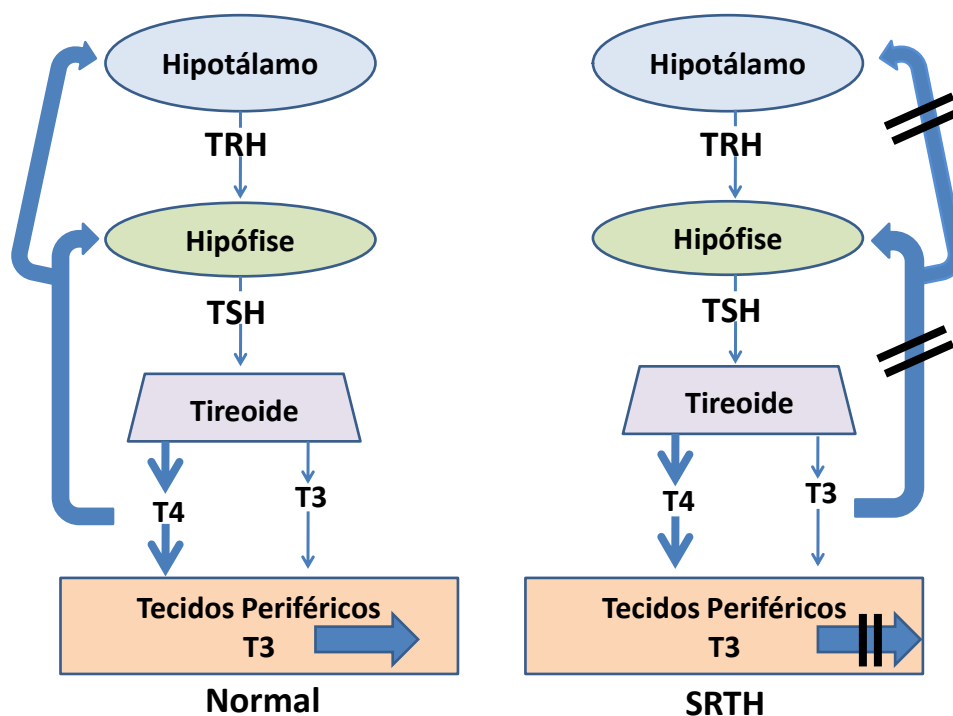 Hipotálamo
TRH
Hipófise
TSH
Tireoide
T4
T3
Tecidos Periféricos
T3
Normal
Hipotálamo
TRH
Hipófise
TSH
Tireoide
T4
T3
Tecidos Periféricos
T3
SRTH